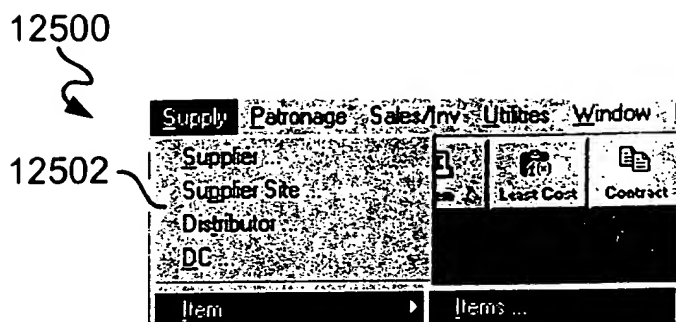 12500
Supply Patronage Sales/Inv Utilities Window
12502
Supplier ...
Least Cost Contract
Supplier Site
Distributor ...
DC ...
Item Items ...